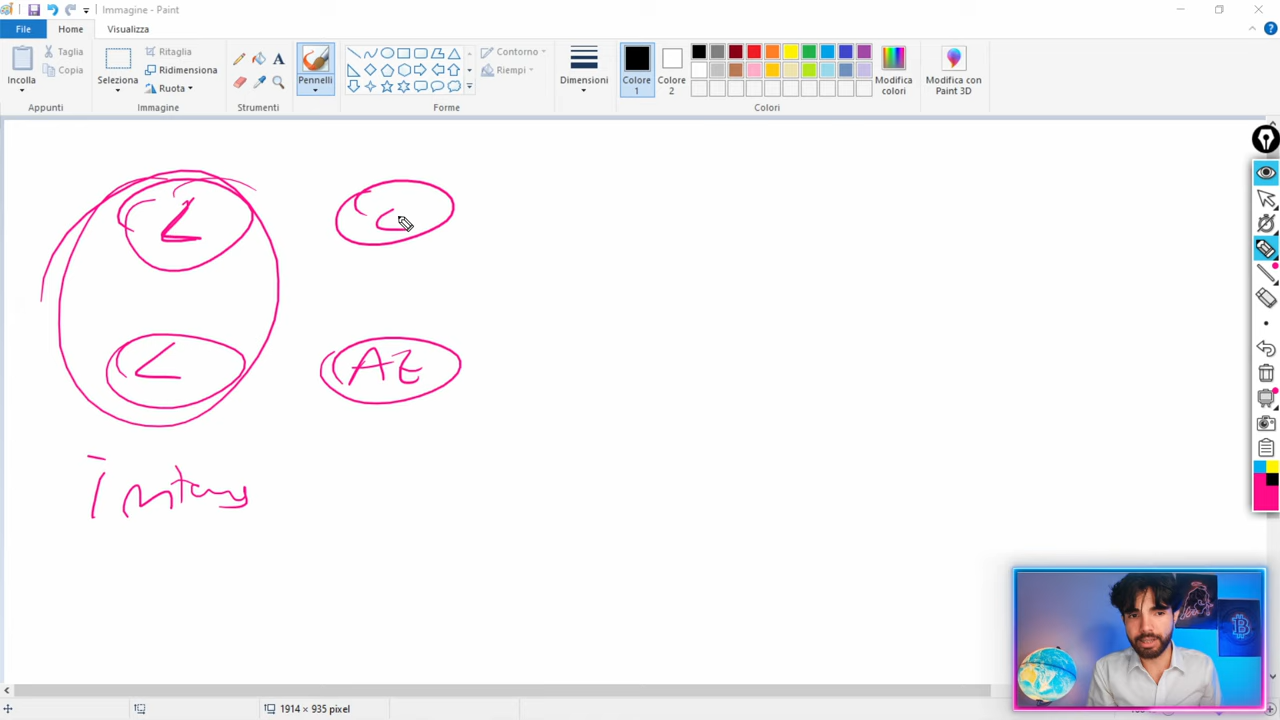 Immagine - Paint
File Home Visualizza
Incolla
Taglia
Copia
Appunti
Seleziona
Ritaglia
Ridimensiona
Ruota
Immagine
A
Strumenti
Pennelli
Contorno
Riempi
Forme
Dimensioni
Colore 1
Colore 2
Modifica colori
Colori
Modifica con Paint 3D
L
L
AE
1914 × 935 pixel